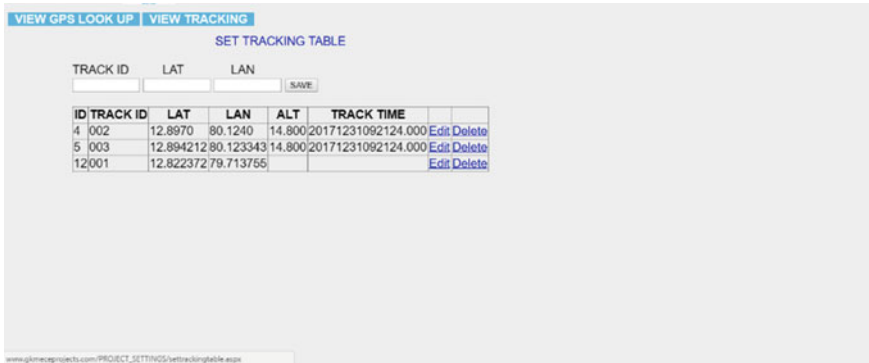 VIEW GPS LOOK UP VIEW TRACKING
SET TRACKING TABLE
TRACK ID LAT LAN
SAVE
ID TRACK ID LAT LAN ALT TRACK TIME
4 002 12.8970 80.1240 14.800 20171231092124.000 Edit Delete
5 003 12.894212 80.123343 14.800 20171231092124.000 Edit Delete
12 001 12.822372 79.713755 Edit Delete
www.gkmeceprojects.com/PROJECT_SETTINGS/settrackingtable.aspx